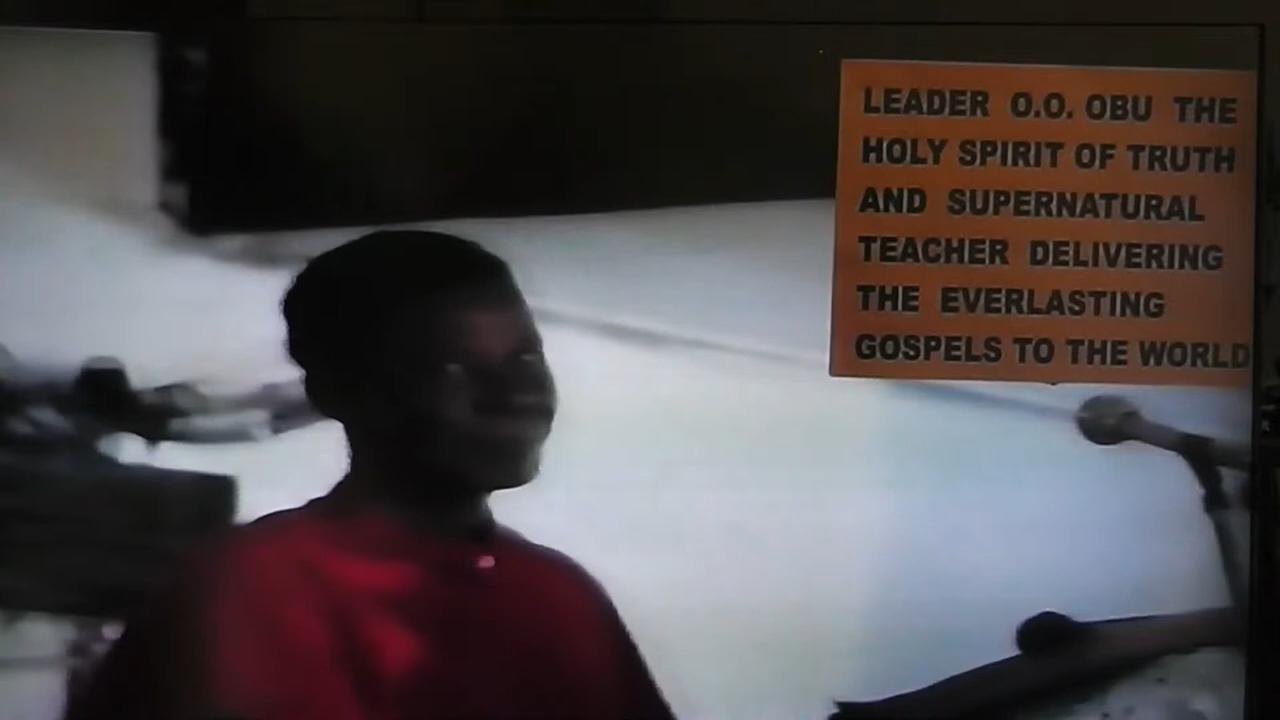 LEADER O.O. OBU THE
HOLY SPIRIT OF TRUTH
AND SUPERNATURAL
TEACHER DELIVERING
THE EVERLASTING
GOSPELS TO THE WORLD